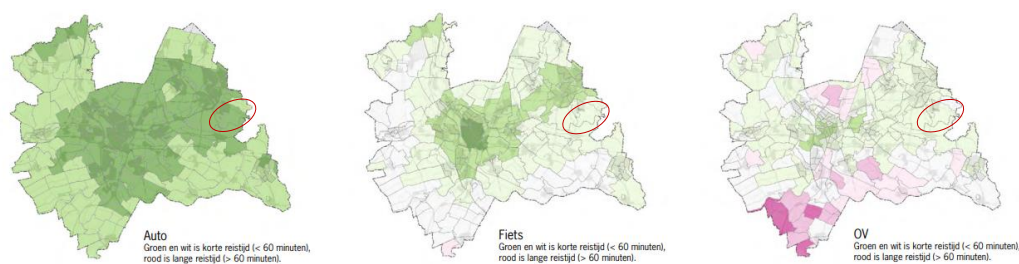 Auto
Groen en wit is korte reistijd (< 60 minuten),
rood is lange reistijd (> 60 minuten).
Fiets
Groen en wit is korte reistijd (< 60 minuten),
rood is lange reistijd (> 60 minuten).
OV
Groen en wit is korte reistijd (< 60 minuten),
rood is lange reistijd (> 60 minuten).